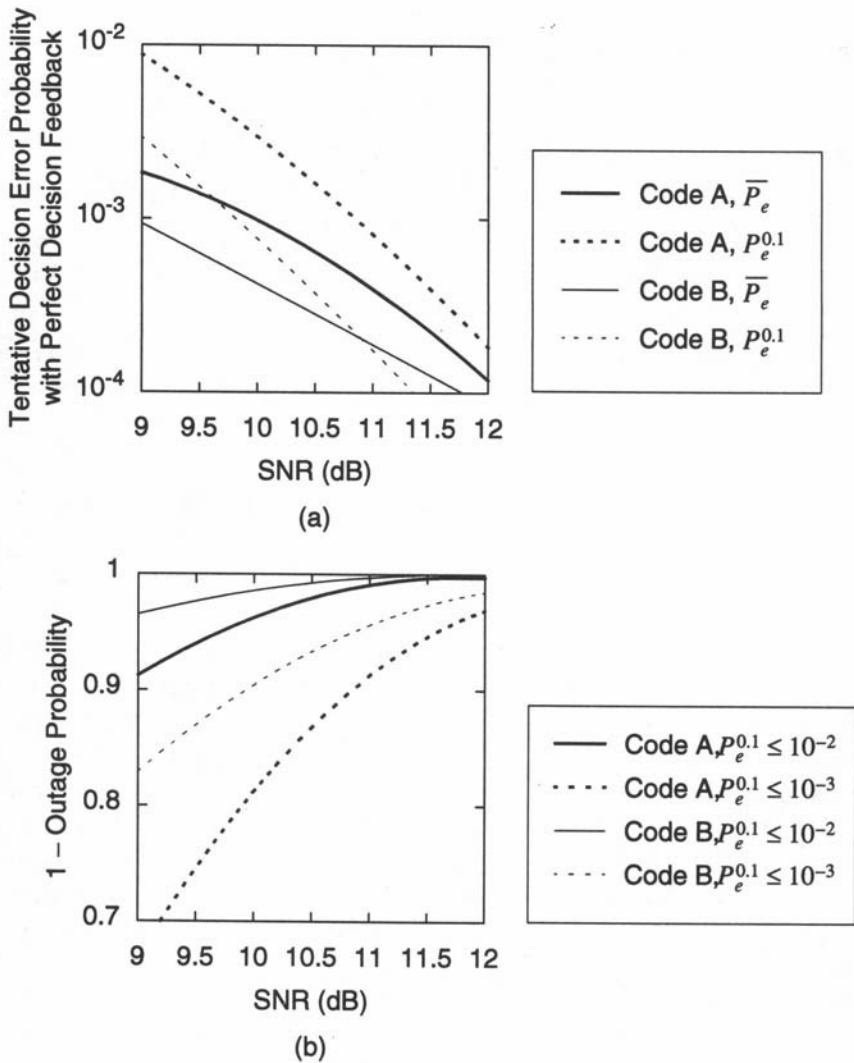 Tentative Decision Error Probability
with Perfect Decision Feedback
10⁻²
10⁻³
10⁻⁴
9 9.5 10 10.5 11 11.5 12
SNR (dB)
(a)
Code A, P̅ₑ
Code A, Pₑ^0.1
Code B, P̅ₑ
Code B, Pₑ^0.1
1 – Outage Probability
1
0.9
0.8
0.7
9 9.5 10 10.5 11 11.5 12
SNR (dB)
(b)
Code A,Pₑ^0.1 ≤ 10⁻²
Code A,Pₑ^0.1 ≤ 10⁻³
Code B,Pₑ^0.1 ≤ 10⁻²
Code B,Pₑ^0.1 ≤ 10⁻³